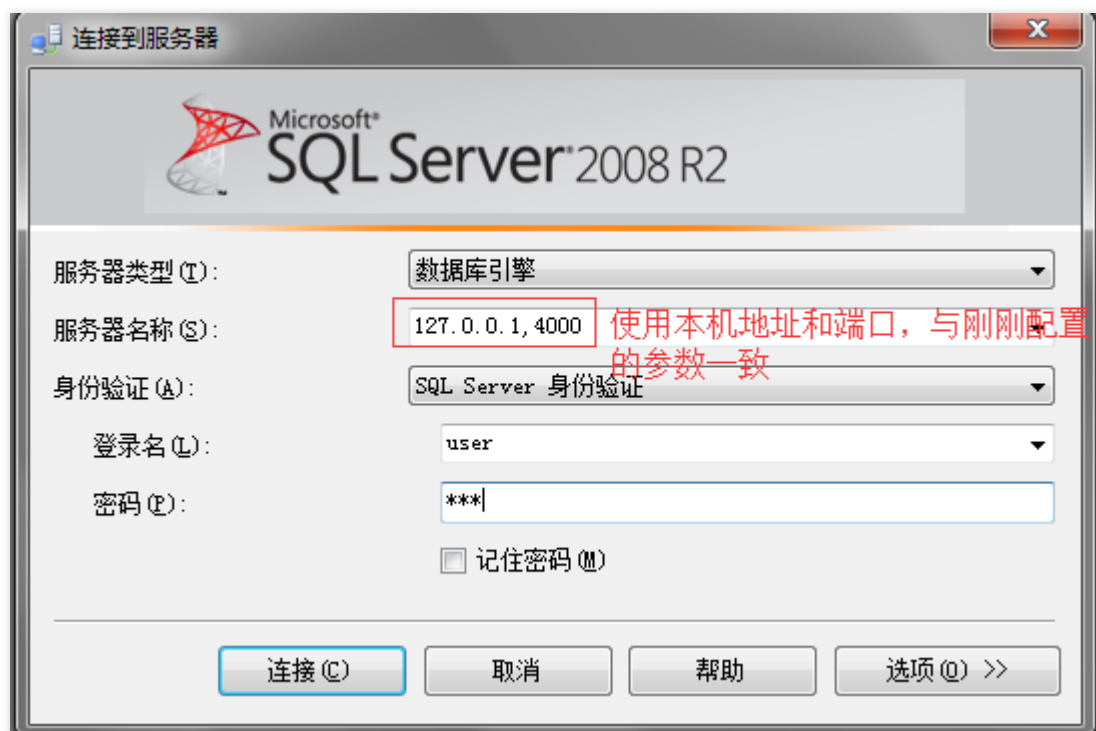 连接到服务器
Microsoft®
SQL Server® 2008 R2
服务器类型(T):
数据库引擎
服务器名称(S):
127.0.0.1,4000
使用本机地址和端口，与刚刚配置
的参数一致
身份验证(A):
SQL Server 身份验证
登录名(L):
user
密码(P):
***
记住密码(M)
连接(C)
取消
帮助
选项(O) >>